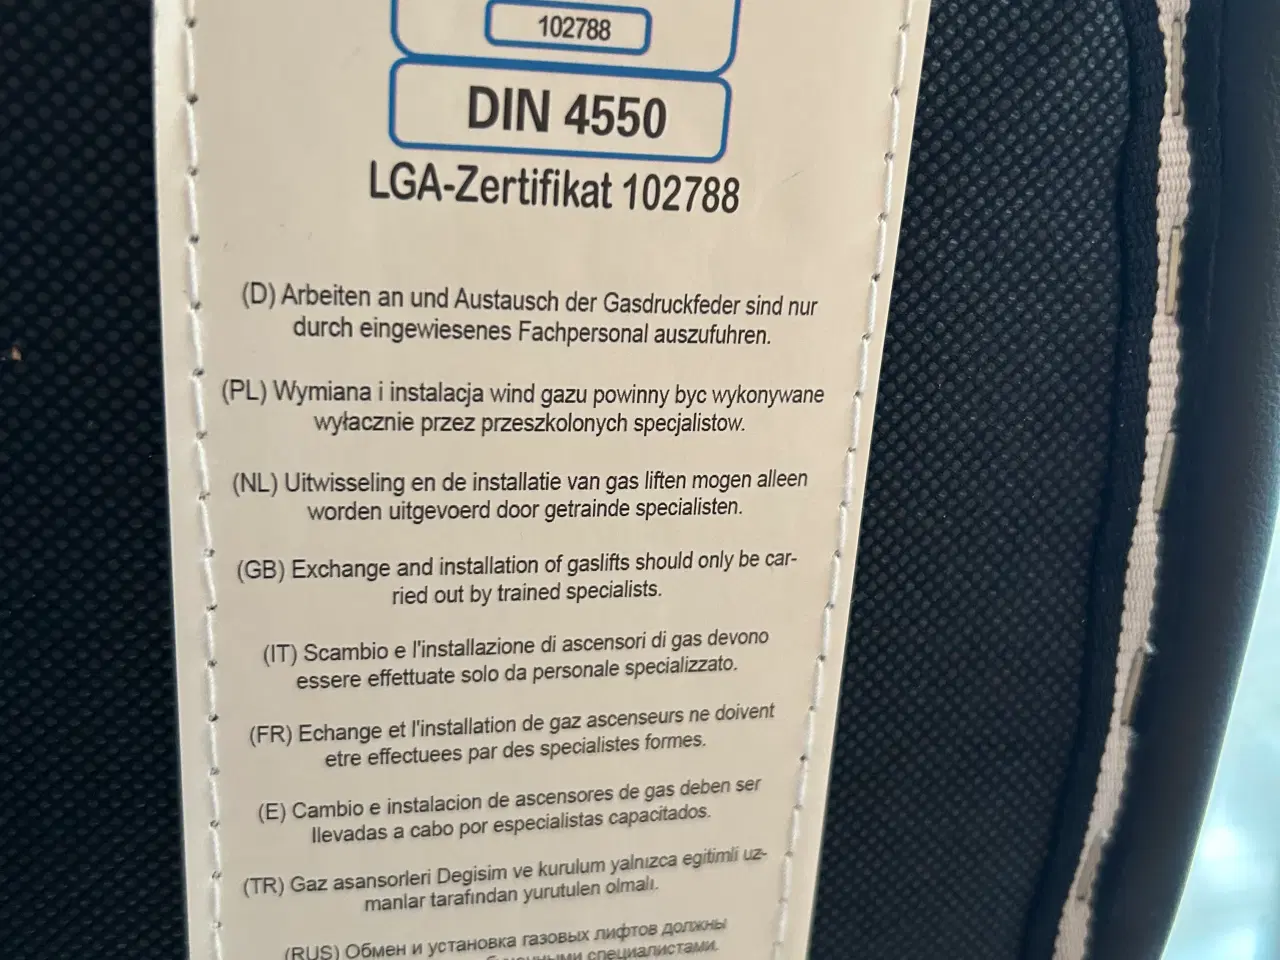 102788
DIN 4550
LGA-Zertifikat 102788
(D) Arbeiten an und Austausch der Gasdruckfeder sind nur
durch eingewiesenes Fachpersonal auszufuhren.
(PL) Wymiana i instalacja wind gazu powinny byc wykonywane
wyłacznie przez przeszkolonych specjalistow.
(NL) Uitwisseling en de installatie van gas liften mogen alleen
worden uitgevoerd door getrainde specialisten.
(GB) Exchange and installation of gaslifts should only be car-
ried out by trained specialists.
(IT) Scambio e l'installazione di ascensori di gas devono
essere effettuate solo da personale specializzato.
(FR) Echange et l'installation de gaz ascenseurs ne doivent
etre effectuees par des specialistes formes.
(E) Cambio e instalacion de ascensores de gas deben ser
llevadas a cabo por especialistas capacitados.
(TR) Gaz asansorleri Degisim ve kurulum yalnızca egitimli uz-
manlar tarafından yurutulen olmalı.
(RUS) Обмен и установка газовых лифтов должны
специалистами.